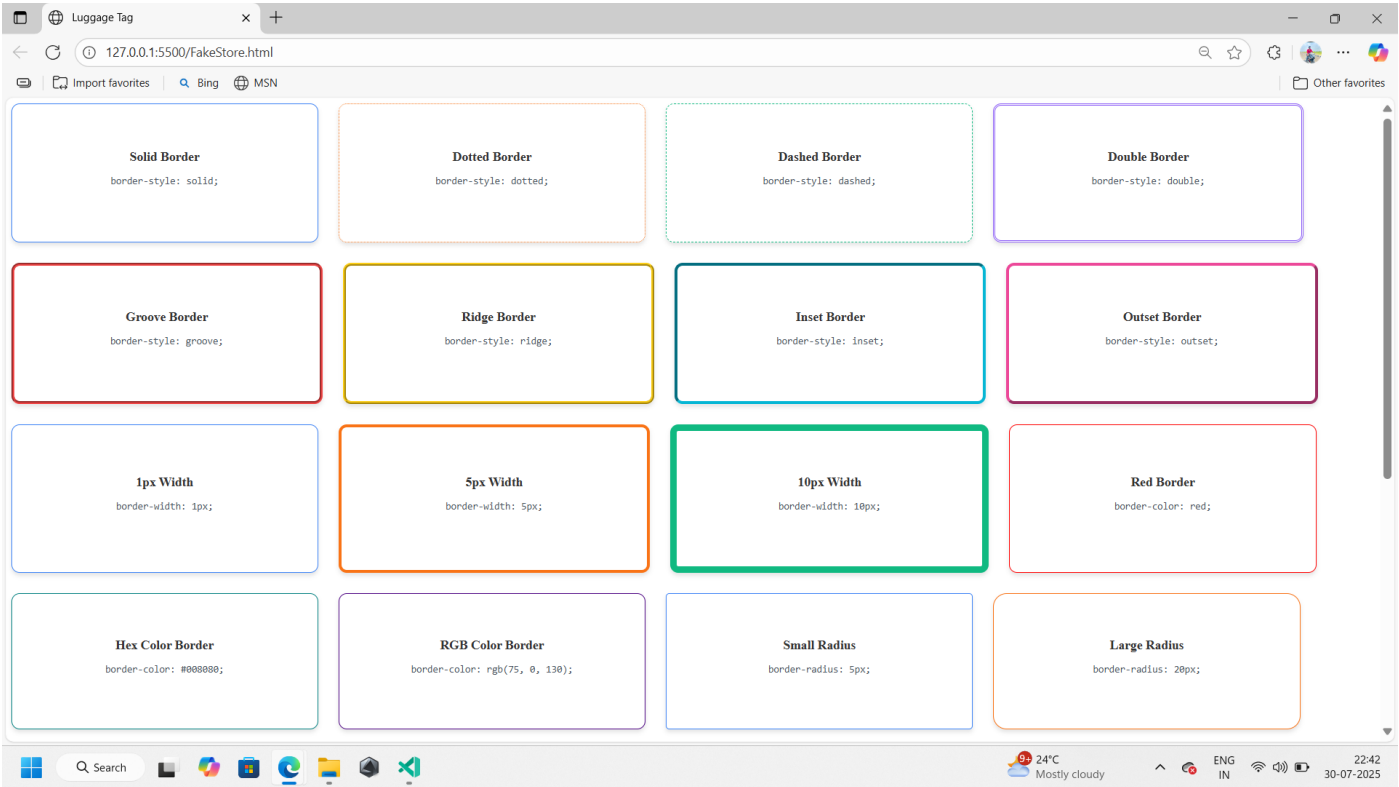 Luggage Tag
127.0.0.1:5500/FakeStore.html
Import favorites
Bing
MSN
Other favorites
Solid Border
border-style: solid;
Dotted Border
border-style: dotted;
Dashed Border
border-style: dashed;
Double Border
border-style: double;
Groove Border
border-style: groove;
Ridge Border
border-style: ridge;
Inset Border
border-style: inset;
Outset Border
border-style: outset;
1px Width
border-width: 1px;
5px Width
border-width: 5px;
10px Width
border-width: 10px;
Red Border
border-color: red;
Hex Color Border
border-color: #008080;
RGB Color Border
border-color: rgb(75, 0, 130);
Small Radius
border-radius: 5px;
Large Radius
border-radius: 20px;
Search
9+
24°C
Mostly cloudy
ENG
IN
22:42
30-07-2025